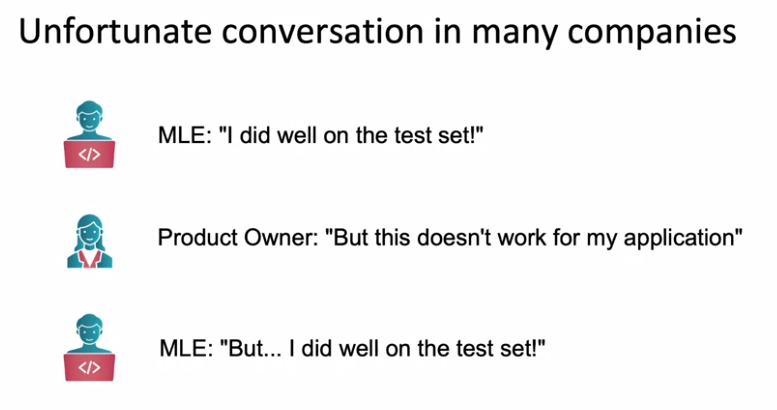 Unfortunate conversation in many companies
</>
MLE: "I did well on the test set!"
Product Owner: "But this doesn't work for my application"
</>
MLE: "But... I did well on the test set!"